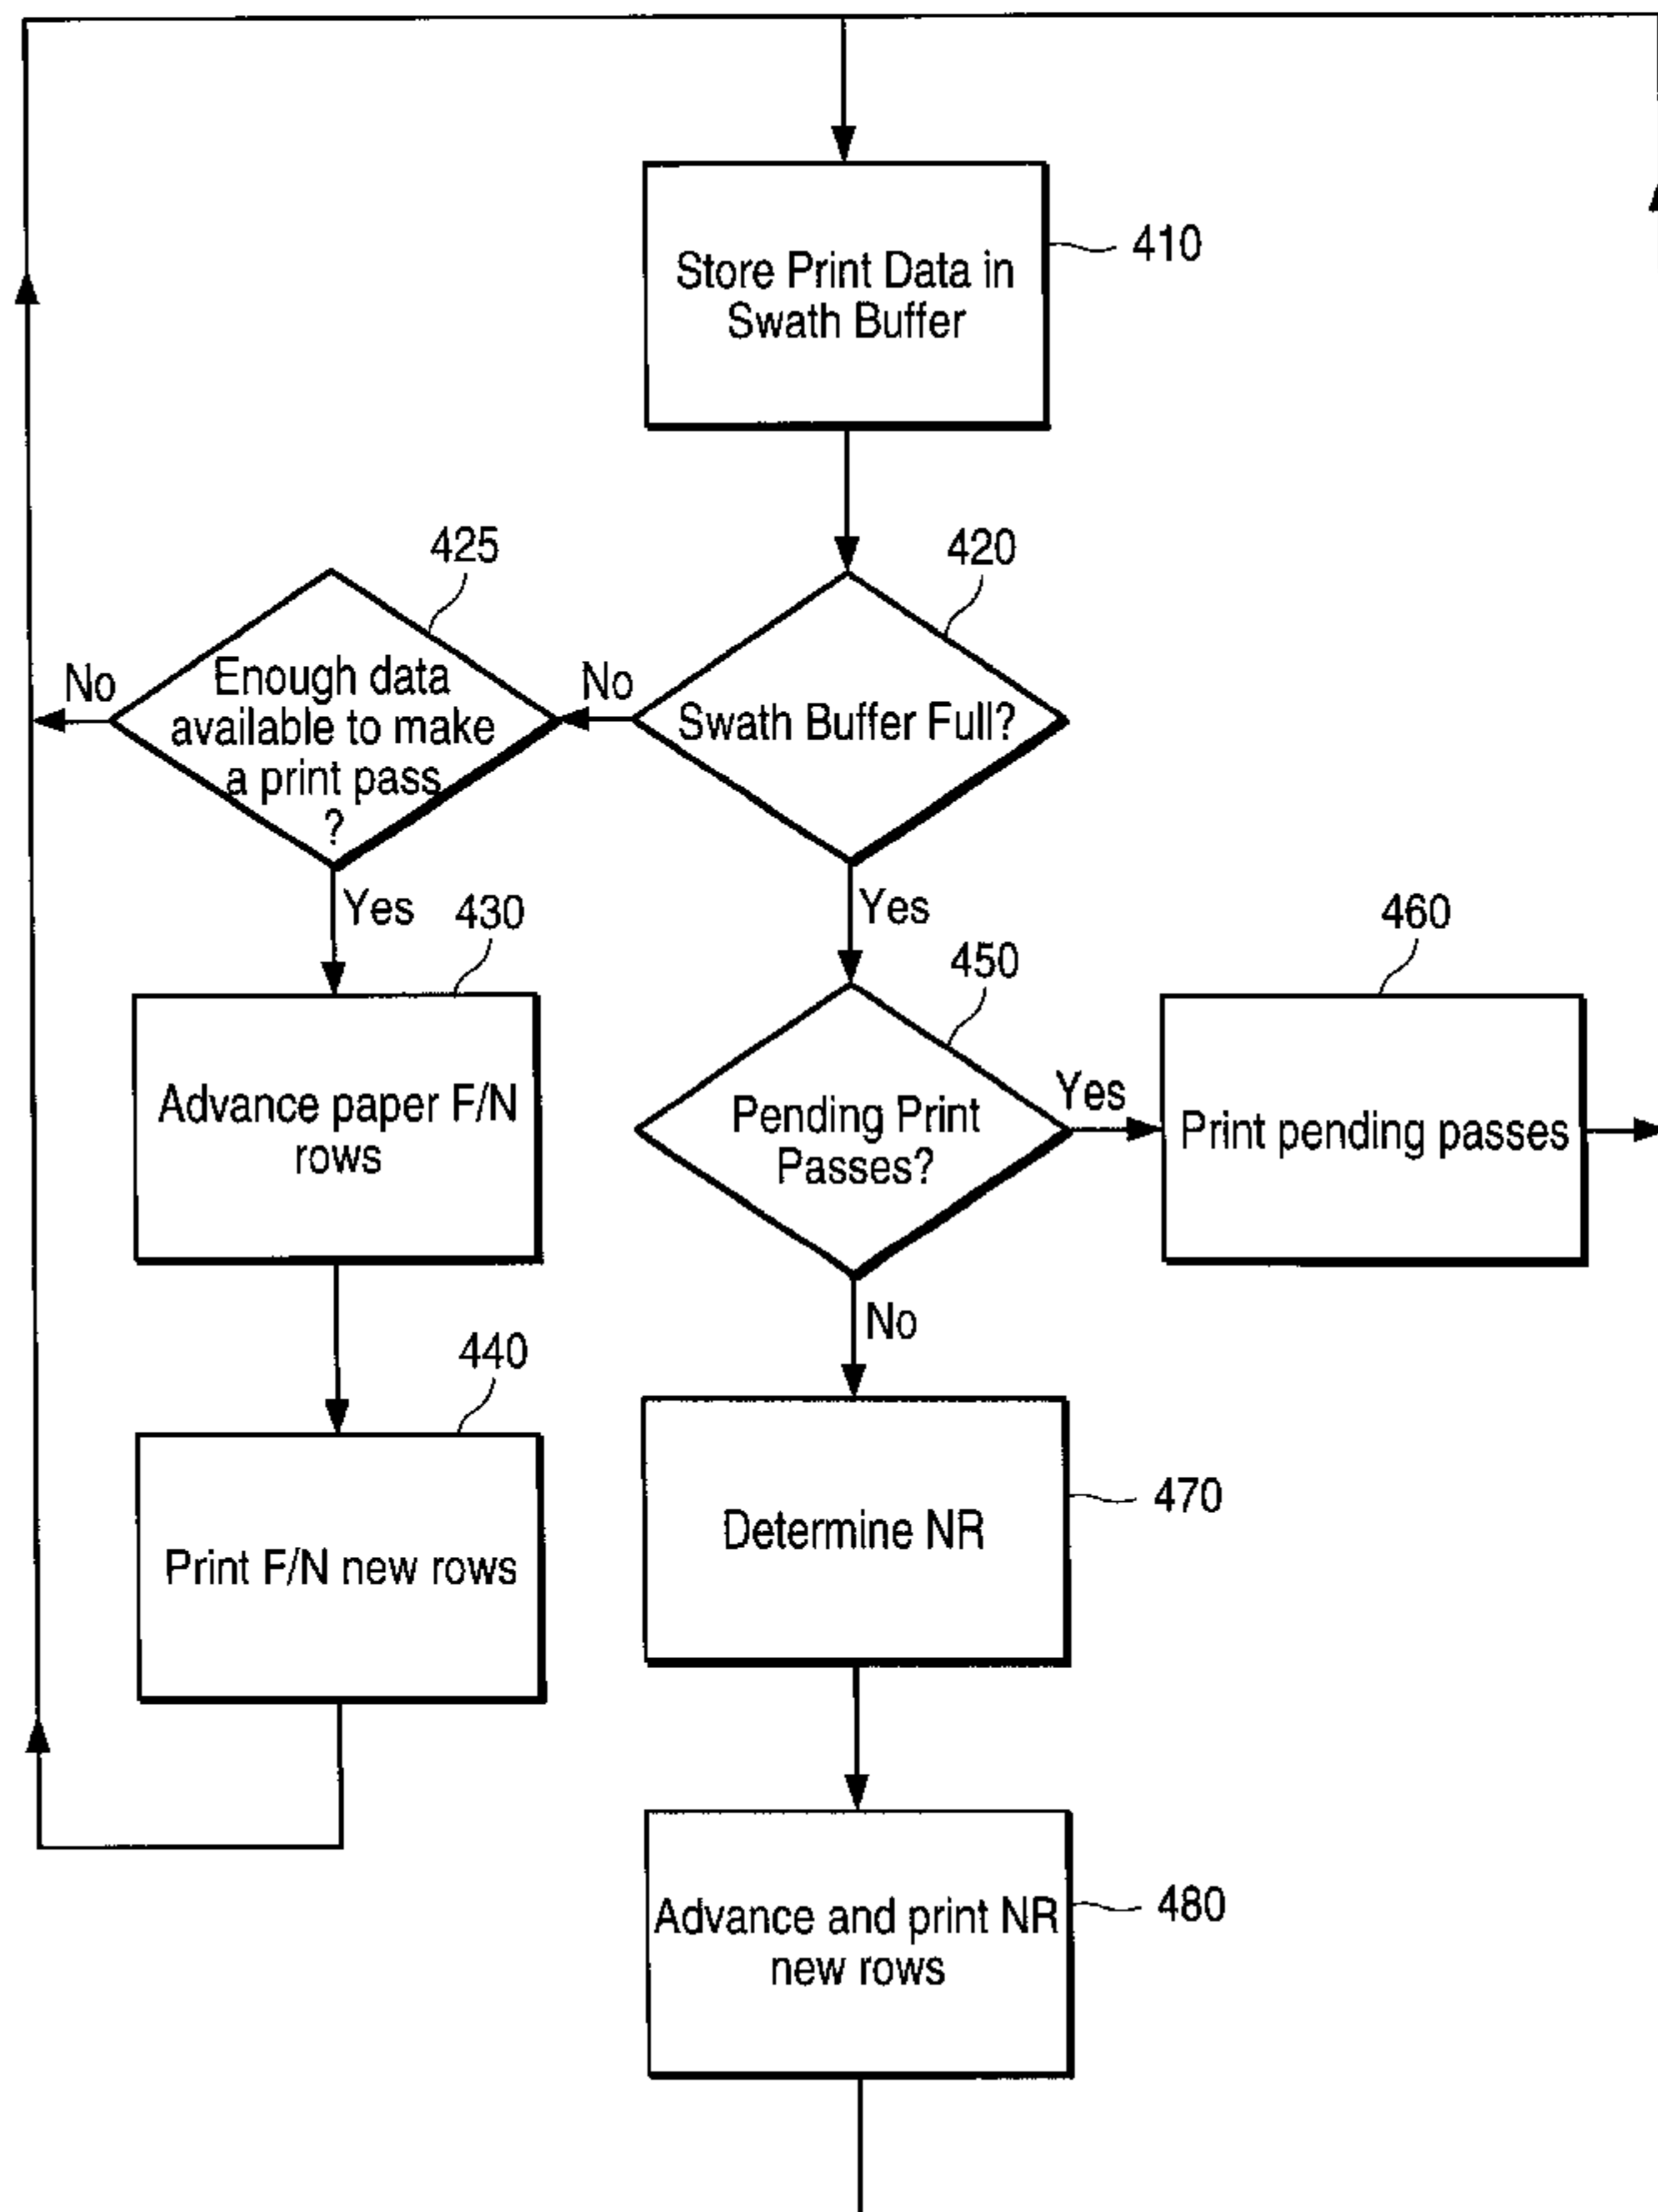 Store Print Data in
Swath Buffer
410
425
420
Enough data
available to make
a print pass
?
No
No
Swath Buffer Full?
Yes
430
Yes
450
460
Advance paper F/N
rows
Pending Print
Passes?
Yes
Print pending passes
440
No
Print F/N new rows
Determine NR
470
Advance and print NR
new rows
480